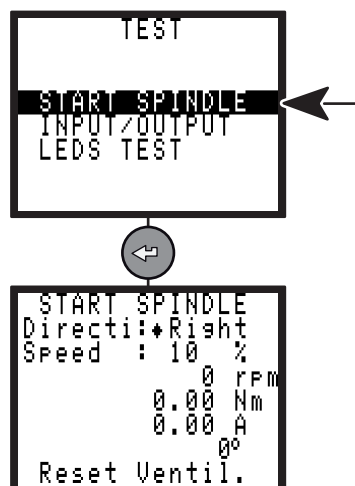 TEST
START SPINDLE
INPUT/OUTPUT
LEDS TEST
START SPINDLE
Directi:♦Right
Speed : 10 %
0 rpm
0.00 Nm
0.00 A
0°
Reset Ventil.